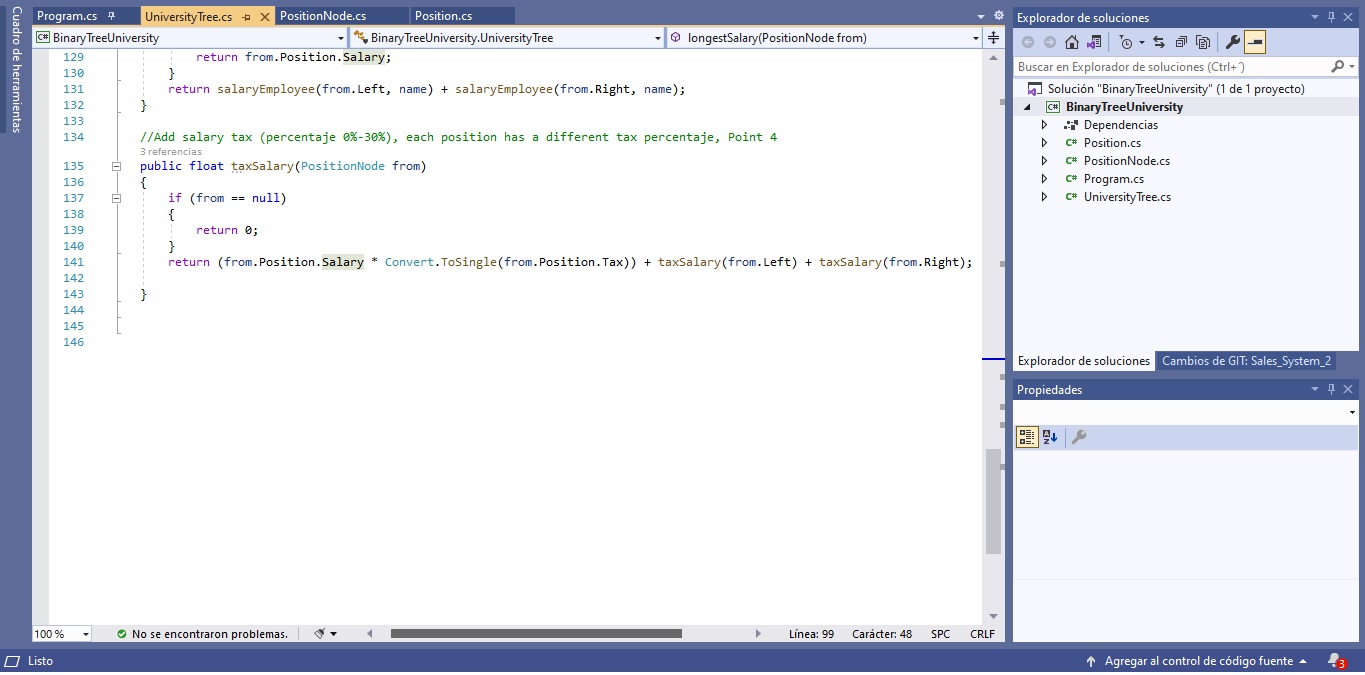 Cuadro de herramientas
Program.cs
UniversityTree.cs
PositionNode.cs
Position.cs
C# BinaryTreeUniversity
BinaryTreeUniversity.UniversityTree
longestSalary(PositionNode from)
129 return from.Position.Salary;
130 }
131 return salaryEmployee(from.Left, name) + salaryEmployee(from.Right, name);
132 }
133
134 //Add salary tax (percentaje 0%-30%), each position has a different tax percentaje, Point 4
3 referencias
135 public float taxSalary(PositionNode from)
136 {
137 if (from == null)
138 {
139 return 0;
140 }
141 return (from.Position.Salary * Convert.ToSingle(from.Position.Tax)) + taxSalary(from.Left) + taxSalary(from.Right);
142
143 }
144
145
146
100 %
No se encontraron problemas.
Línea: 99 Carácter: 48 SPC CRLF
Explorador de soluciones
Buscar en Explorador de soluciones (Ctrl+´)
Solución "BinaryTreeUniversity" (1 de 1 proyecto)
C# BinaryTreeUniversity
Dependencias
C# Position.cs
C# PositionNode.cs
C# Program.cs
C# UniversityTree.cs
Explorador de soluciones Cambios de GIT: Sales_System_2
Propiedades
Listo
Agregar al control de código fuente
3